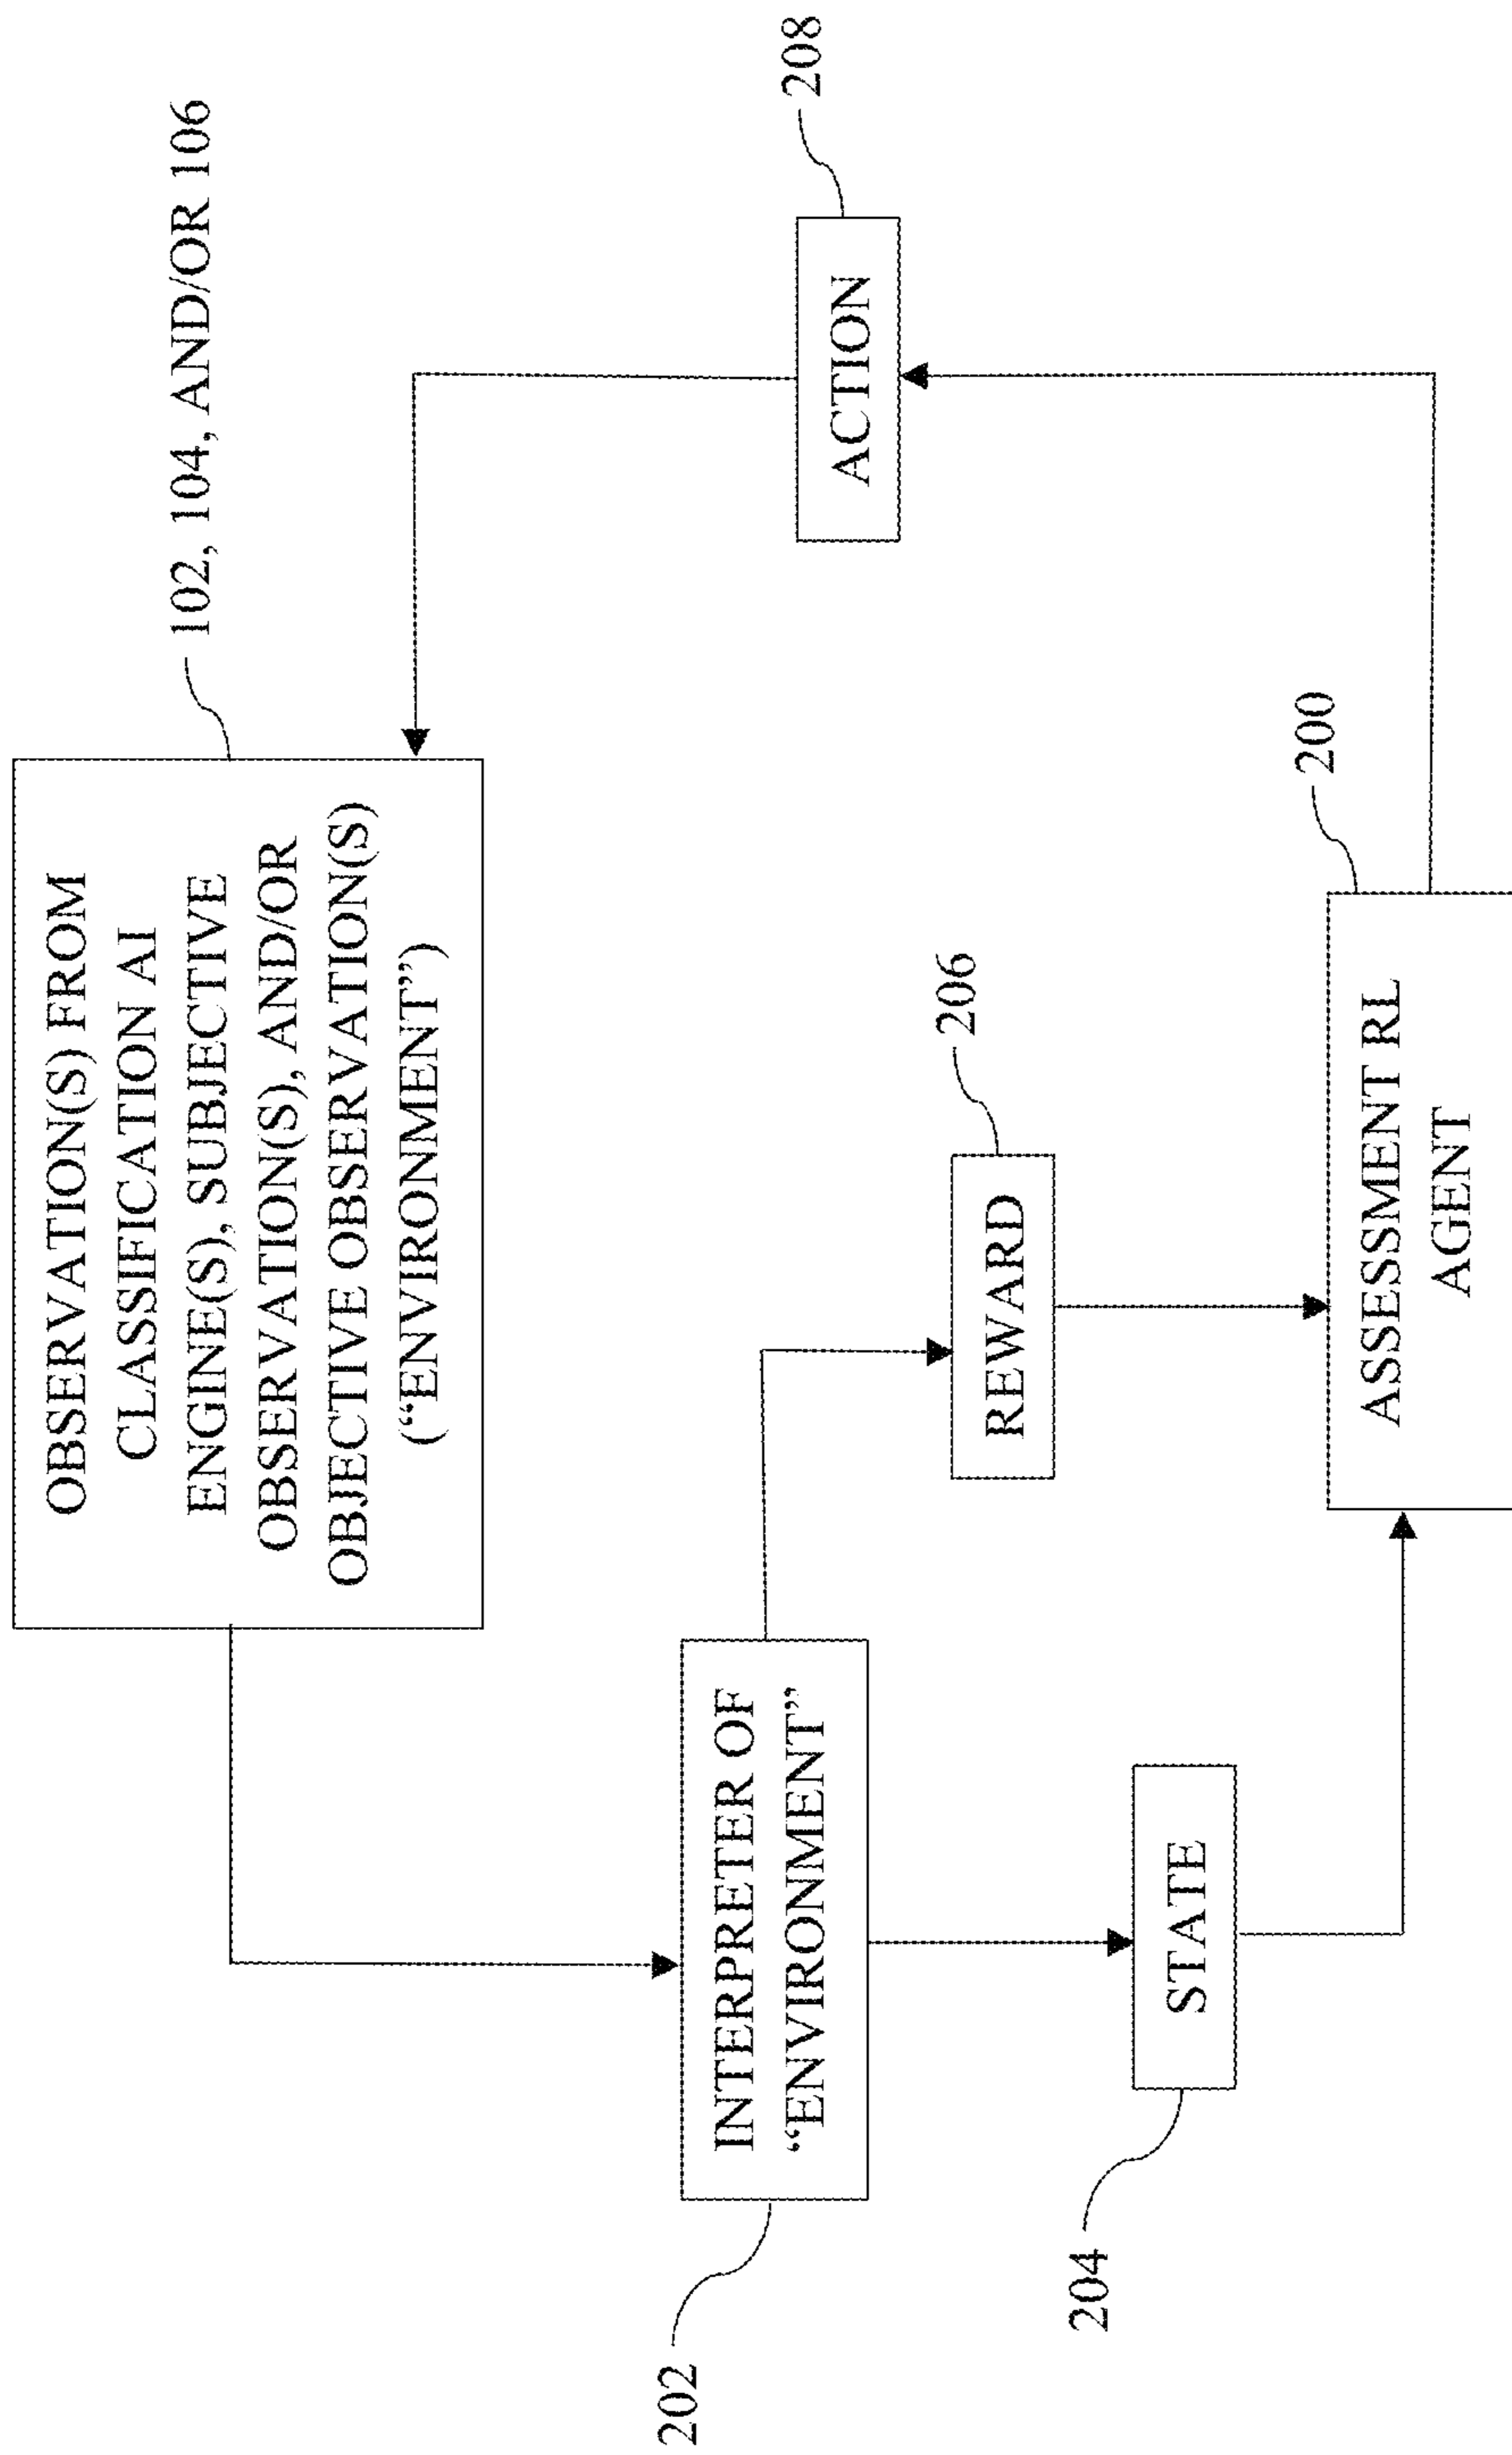 OBSERVATION(S) FROM
CLASSIFICATION AI
ENGINE(S), SUBJECTIVE
OBSERVATION(S), AND/OR
OBJECTIVE OBSERVATION(S)
(“ENVIRONMENT”)
102, 104, AND/OR 106
202
INTERPRETER OF
“ENVIRONMENT”
REWARD
206
ACTION
208
204
STATE
ASSESSMENT RL
AGENT
200